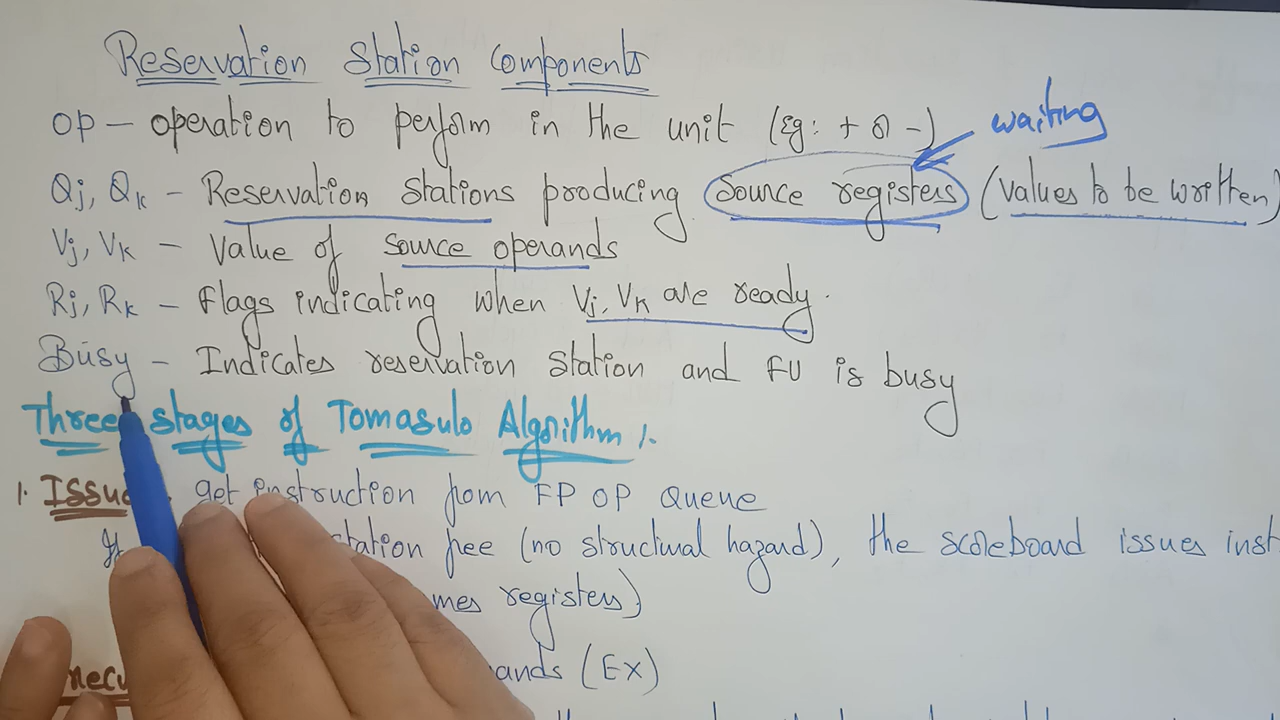 Reservation Station Components
OP – operation to perform in the unit (Eg: + or -)
waiting
Qj, Qk – Reservation stations producing source registers (values to be written)
Vj, Vk – Value of source operands
Rj, Rk – flags indicating when Vj, Vk are ready.
Busy – Indicates reservation station and FU is busy
Three stages of Tomasulo Algorithm :-
1. Issue get instruction from FP OP Queue
station free (no structural hazard), the scoreboard issues inst
registers)
(EX)